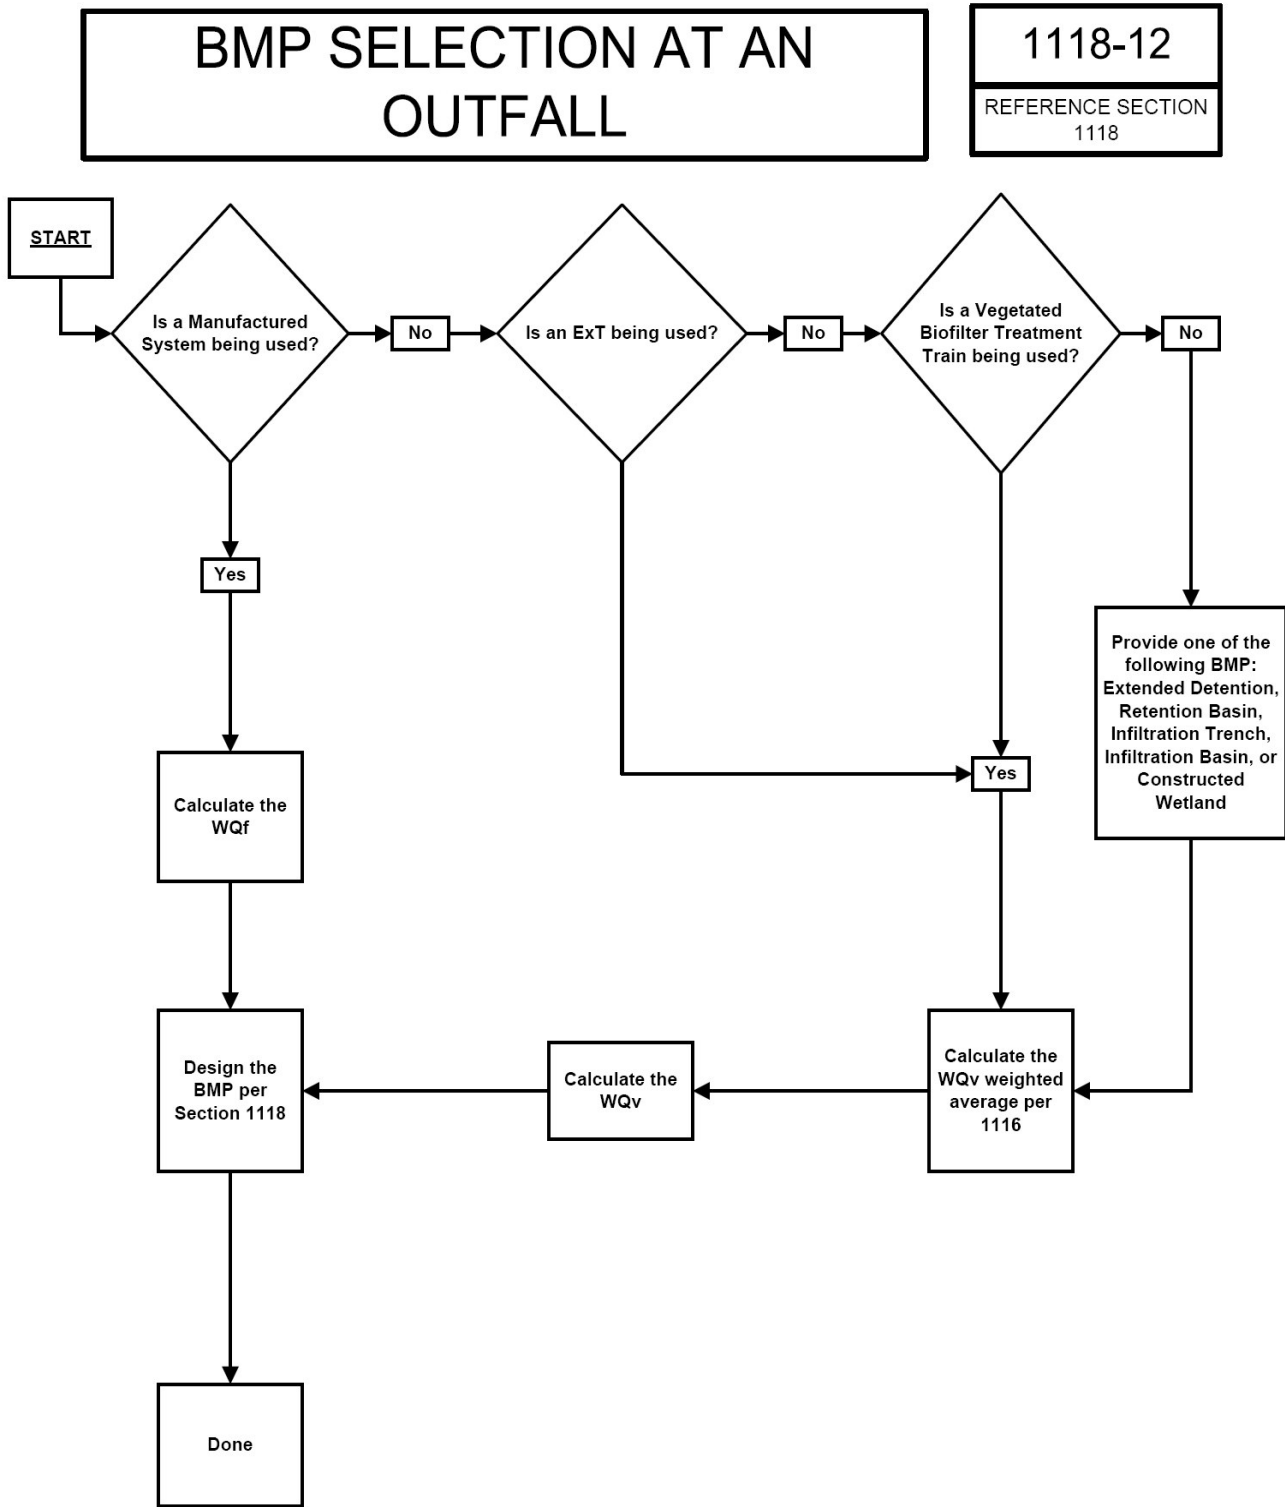 BMP SELECTION AT AN
OUTFALL
1118-12
REFERENCE SECTION
1118
START
Is a Manufactured
System being used?
No
Is an ExT being used?
No
Is a Vegetated
Biofilter Treatment
Train being used?
No
Yes
Provide one of the
following BMP:
Extended Detention,
Retention Basin,
Infiltration Trench,
Infiltration Basin, or
Constructed
Wetland
Yes
Calculate the
WQf
Design the
BMP per
Section 1118
Calculate the
WQv
Calculate the
WQv weighted
average per
1116
Done